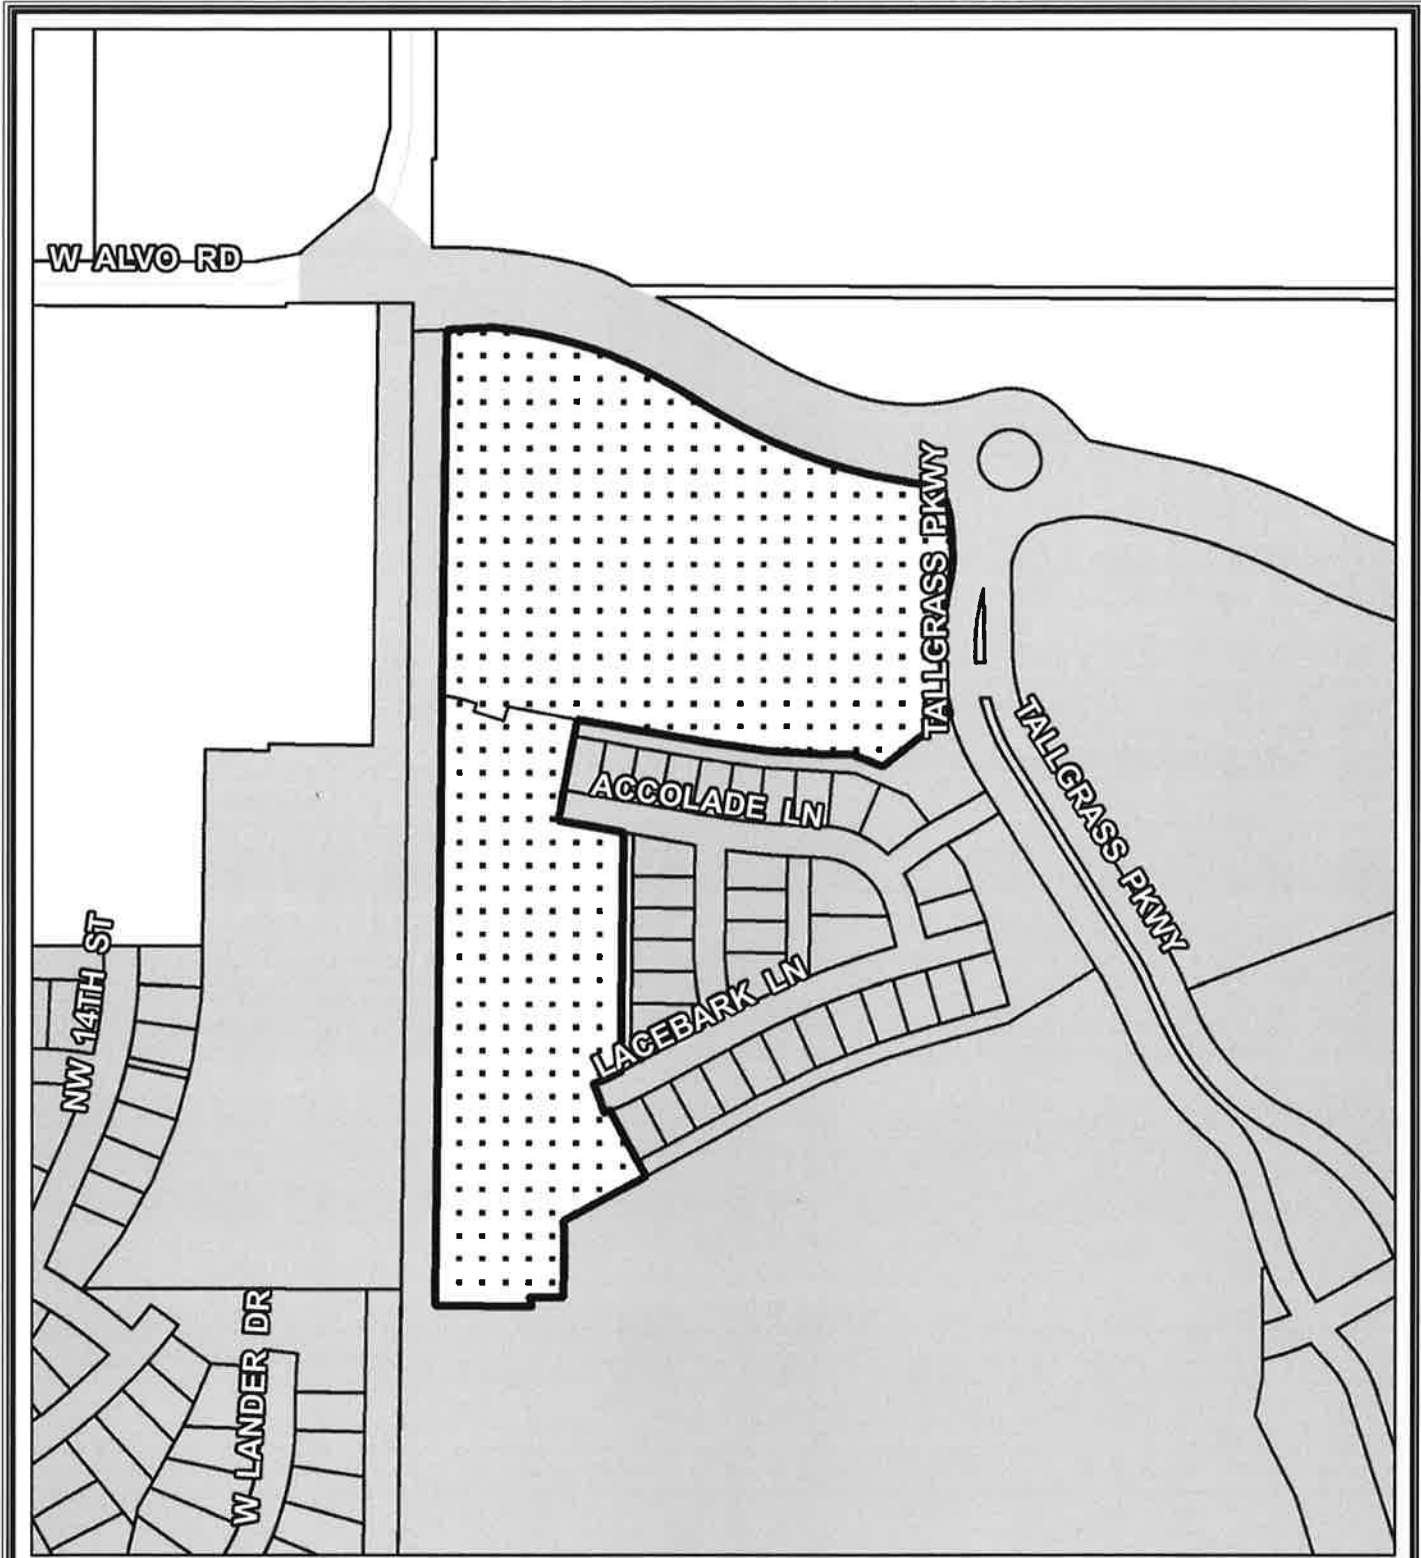 W ALVO RD
TALLGRASS PKWY
TALLGRASS PKWY
ACCOLADE LN
LACEBARK LN
NW 14TH ST
W LANDER DR